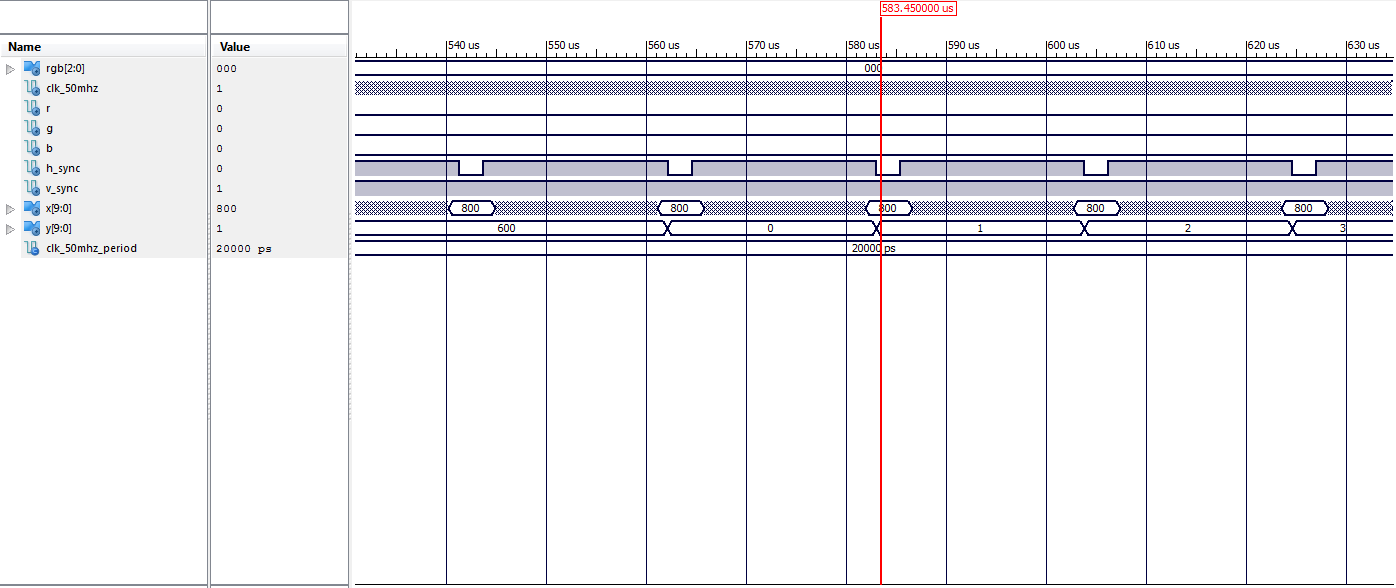 583.450000 us
Name Value 540 us 550 us 560 us 570 us 580 us 590 us 600 us 610 us 620 us 630 us
rgb[2:0] 000 000
clk_50mhz 1
r 0
g 0
b 0
h_sync 0
v_sync 1
x[9:0] 800 800 800 800 800 800
y[9:0] 1 600 0 1 2 3
clk_50mhz_period 20000 ps 20000 ps